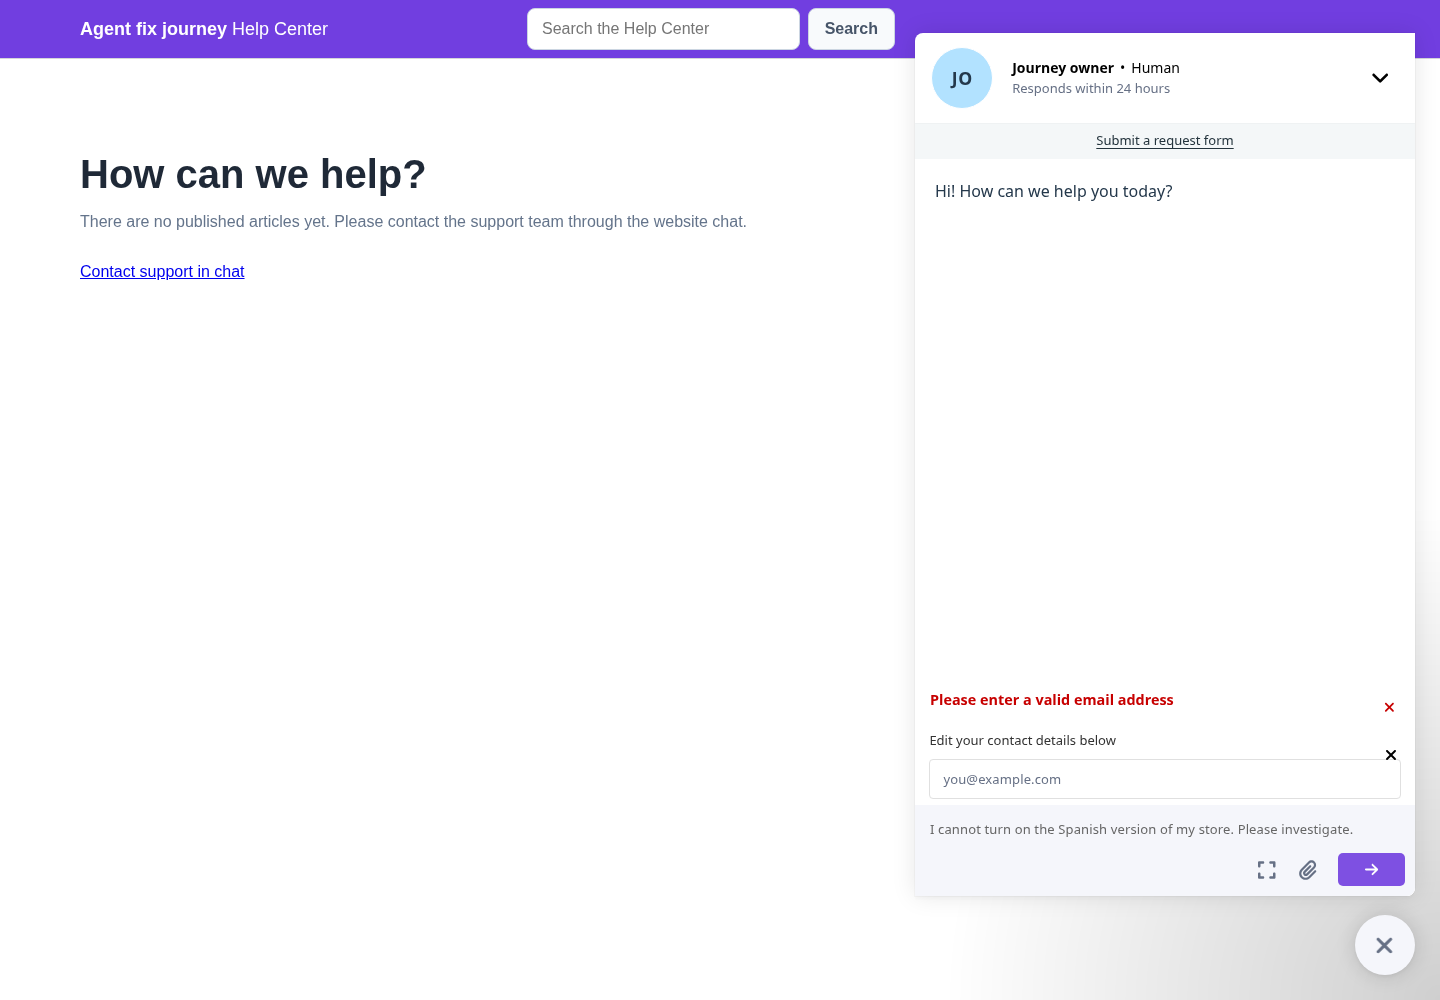 Agent fix journey Help Center
Search the Help Center
Search
How can we help?
There are no published articles yet. Please contact the support team through the website chat.
Contact support in chat
JO
Journey owner • Human
Responds within 24 hours
Submit a request form
Hi! How can we help you today?
Please enter a valid email address
Edit your contact details below
you@example.com
I cannot turn on the Spanish version of my store. Please investigate.